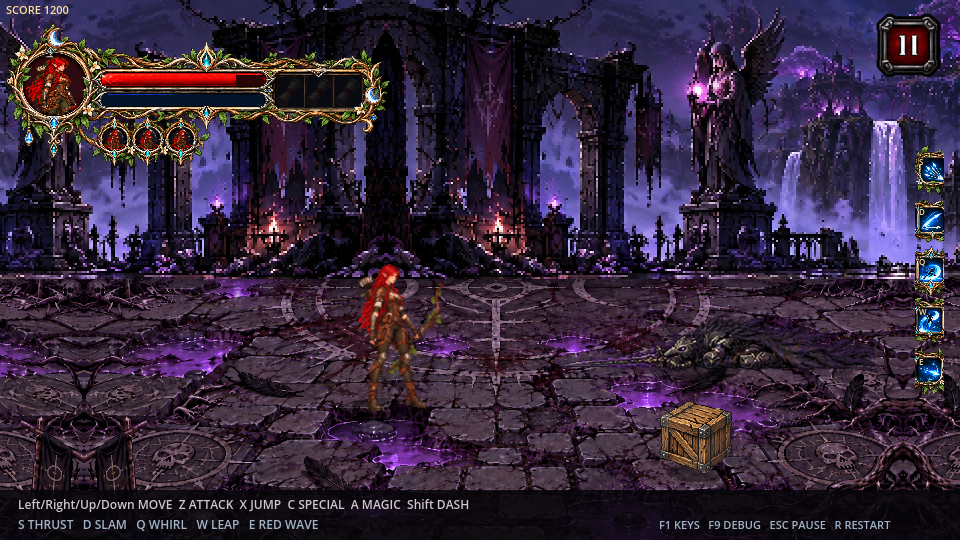 SCORE 1200
D
Q
W
E
Left/Right/Up/Down MOVE Z ATTACK X JUMP C SPECIAL A MAGIC Shift DASH
S THRUST D SLAM Q WHIRL W LEAP E RED WAVE
F1 KEYS F9 DEBUG ESC PAUSE R RESTART